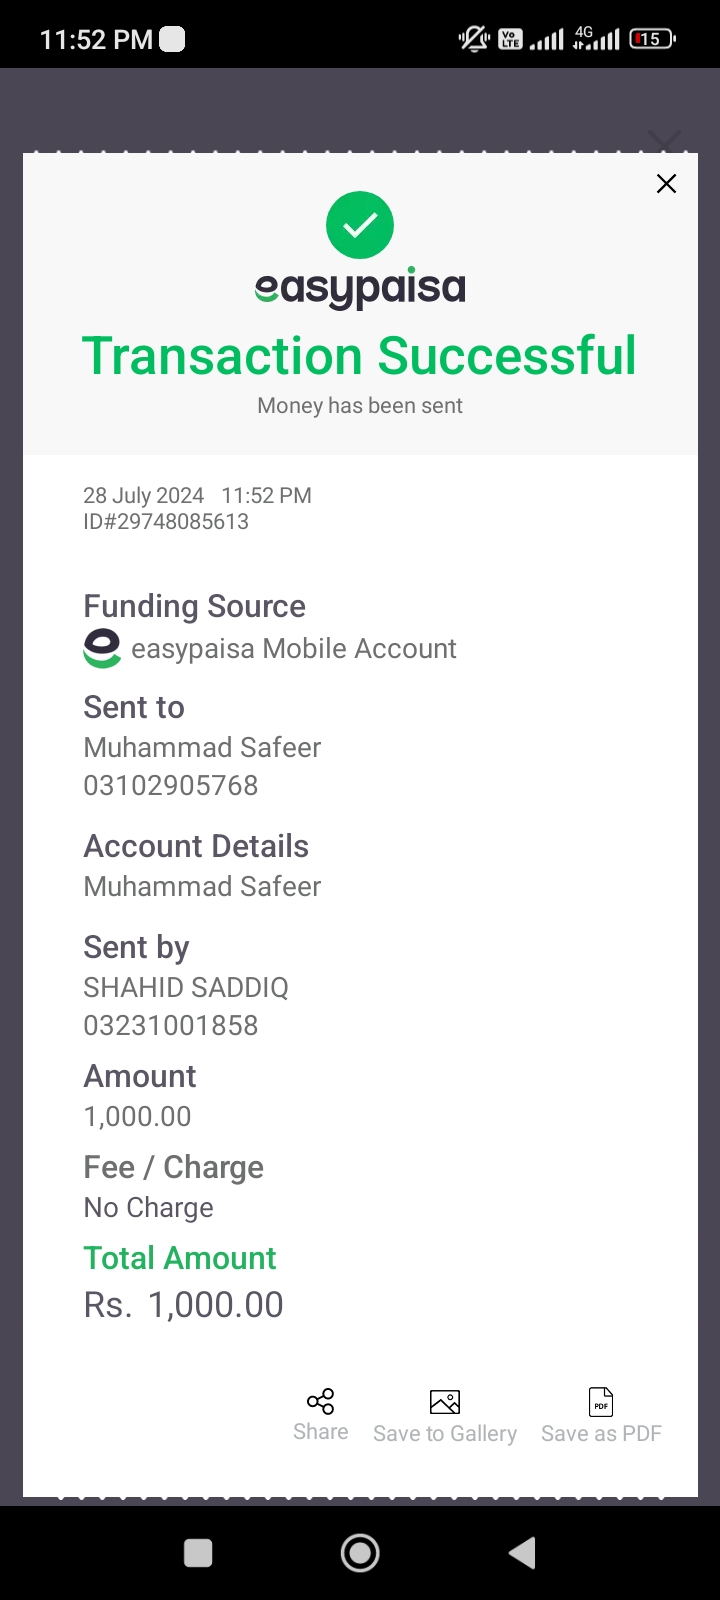 11:52 PM
Vo LTE
4G
15
easypaisa
Transaction Successful
Money has been sent
28 July 2024 11:52 PM
ID#29748085613
Funding Source
easypaisa Mobile Account
Sent to
Muhammad Safeer
03102905768
Account Details
Muhammad Safeer
Sent by
SHAHID SADDIQ
03231001858
Amount
1,000.00
Fee / Charge
No Charge
Total Amount
Rs. 1,000.00
PDF
Share Save to Gallery Save as PDF